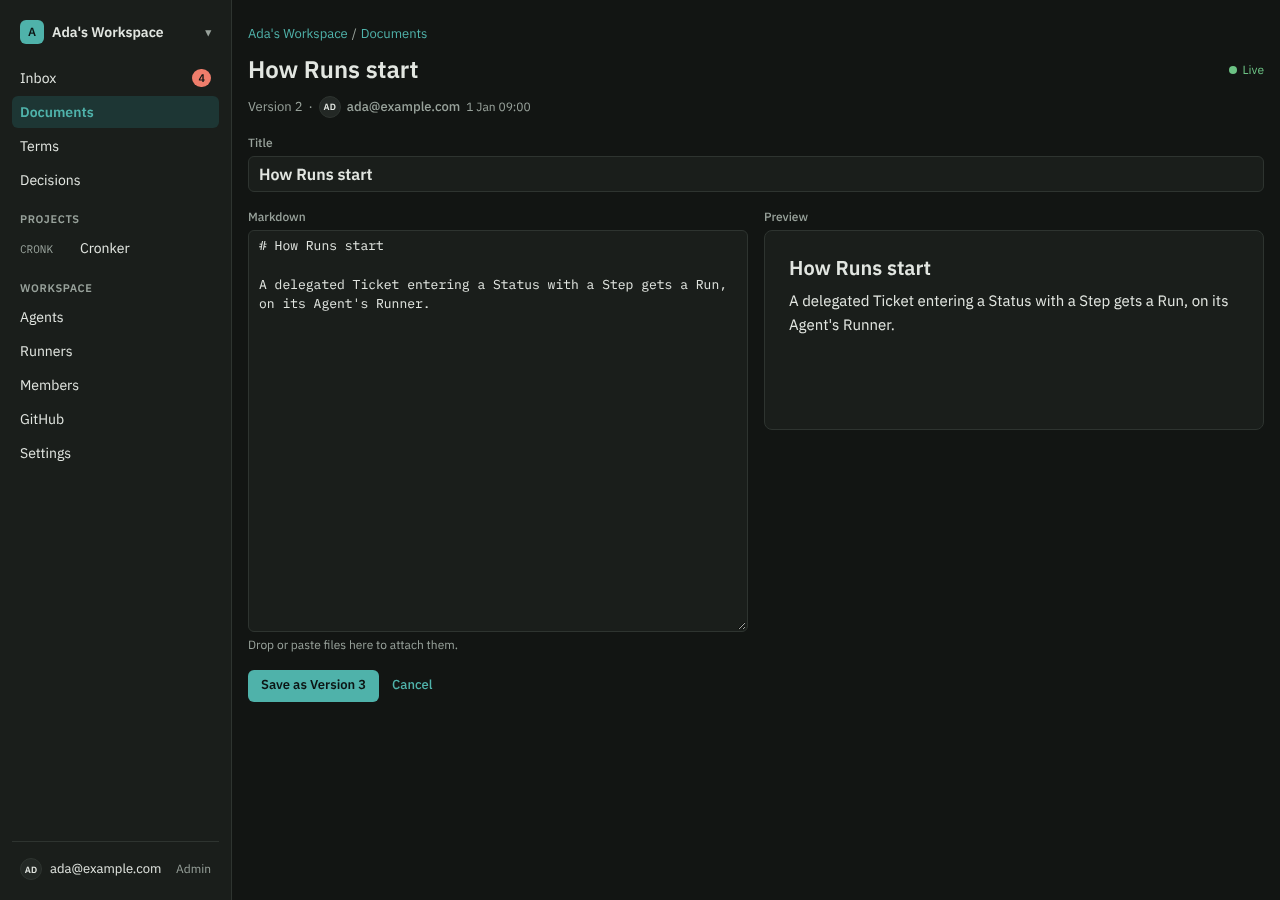 A Ada's Workspace ▾
Inbox 4
Documents
Terms
Decisions
PROJECTS
CRONK Cronker
WORKSPACE
Agents
Runners
Members
GitHub
Settings
AD ada@example.com Admin
Ada's Workspace / Documents
How Runs start
Live
Version 2 · AD ada@example.com 1 Jan 09:00
Title
How Runs start
Markdown
# How Runs start
A delegated Ticket entering a Status with a Step gets a Run,
on its Agent's Runner.
Drop or paste files here to attach them.
Save as Version 3 Cancel
Preview
How Runs start
A delegated Ticket entering a Status with a Step gets a Run, on its
Agent's Runner.